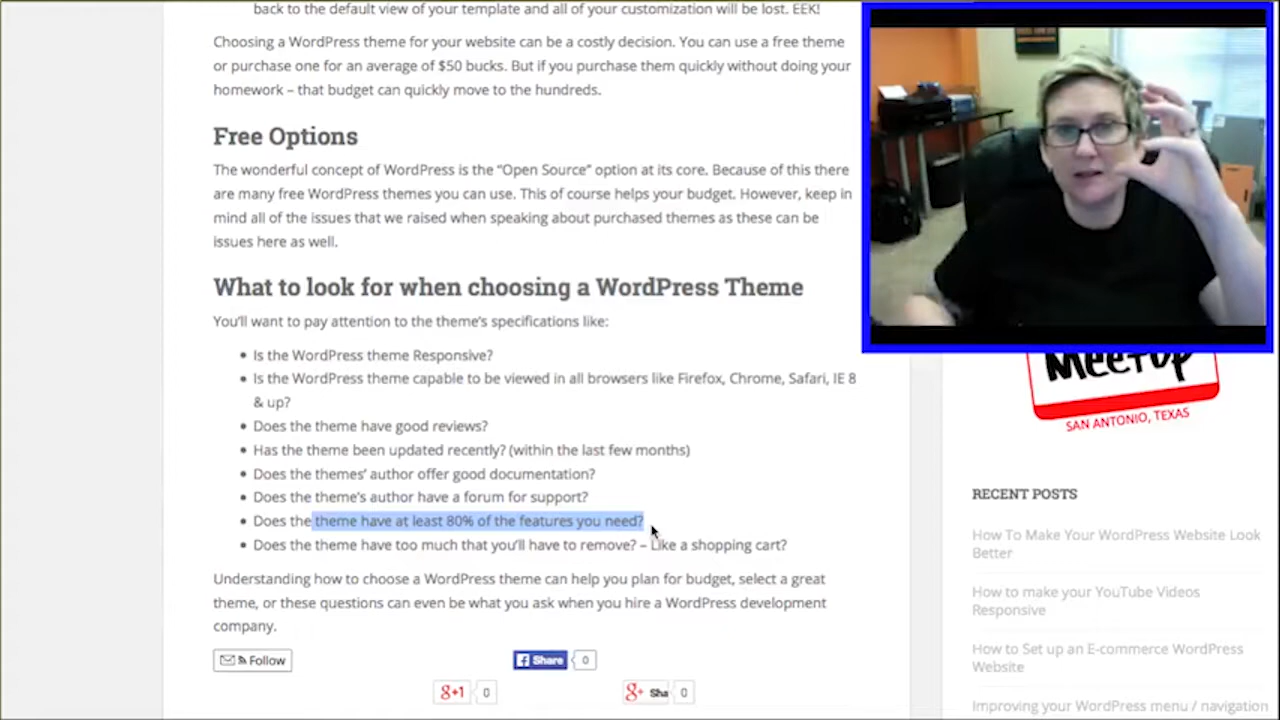 back to the default view of your template and all of your customization will be lost. EEK!
Choosing a WordPress theme for your website can be a costly decision. You can use a free theme
or purchase one for an average of $50 bucks. But if you purchase them quickly without doing your
homework – that budget can quickly move to the hundreds.
Free Options
The wonderful concept of WordPress is the “Open Source” option at its core. Because of this there
are many free WordPress themes you can use. This of course helps your budget. However, keep in
mind all of the issues that we raised when speaking about purchased themes as these can be
issues here as well.
What to look for when choosing a WordPress Theme
You’ll want to pay attention to the theme’s specifications like:
• Is the WordPress theme Responsive?
• Is the WordPress theme capable to be viewed in all browsers like Firefox, Chrome, Safari, IE 8
& up?
• Does the theme have good reviews?
• Has the theme been updated recently? (within the last few months)
• Does the themes’ author offer good documentation?
• Does the theme’s author have a forum for support?
• Does the theme have at least 80% of the features you need?
• Does the theme have too much that you’ll have to remove? – Like a shopping cart?
Understanding how to choose a WordPress theme can help you plan for budget, select a great
theme, or these questions can even be what you ask when you hire a WordPress development
company.
Follow
Share 0
g+1 0
g+ Sha 0
Meetup
SAN ANTONIO, TEXAS
RECENT POSTS
How To Make Your WordPress Website Look
Better
How to make your YouTube Videos
Responsive
How to Set up an E-commerce WordPress
Website
Improving your WordPress menu / navigation